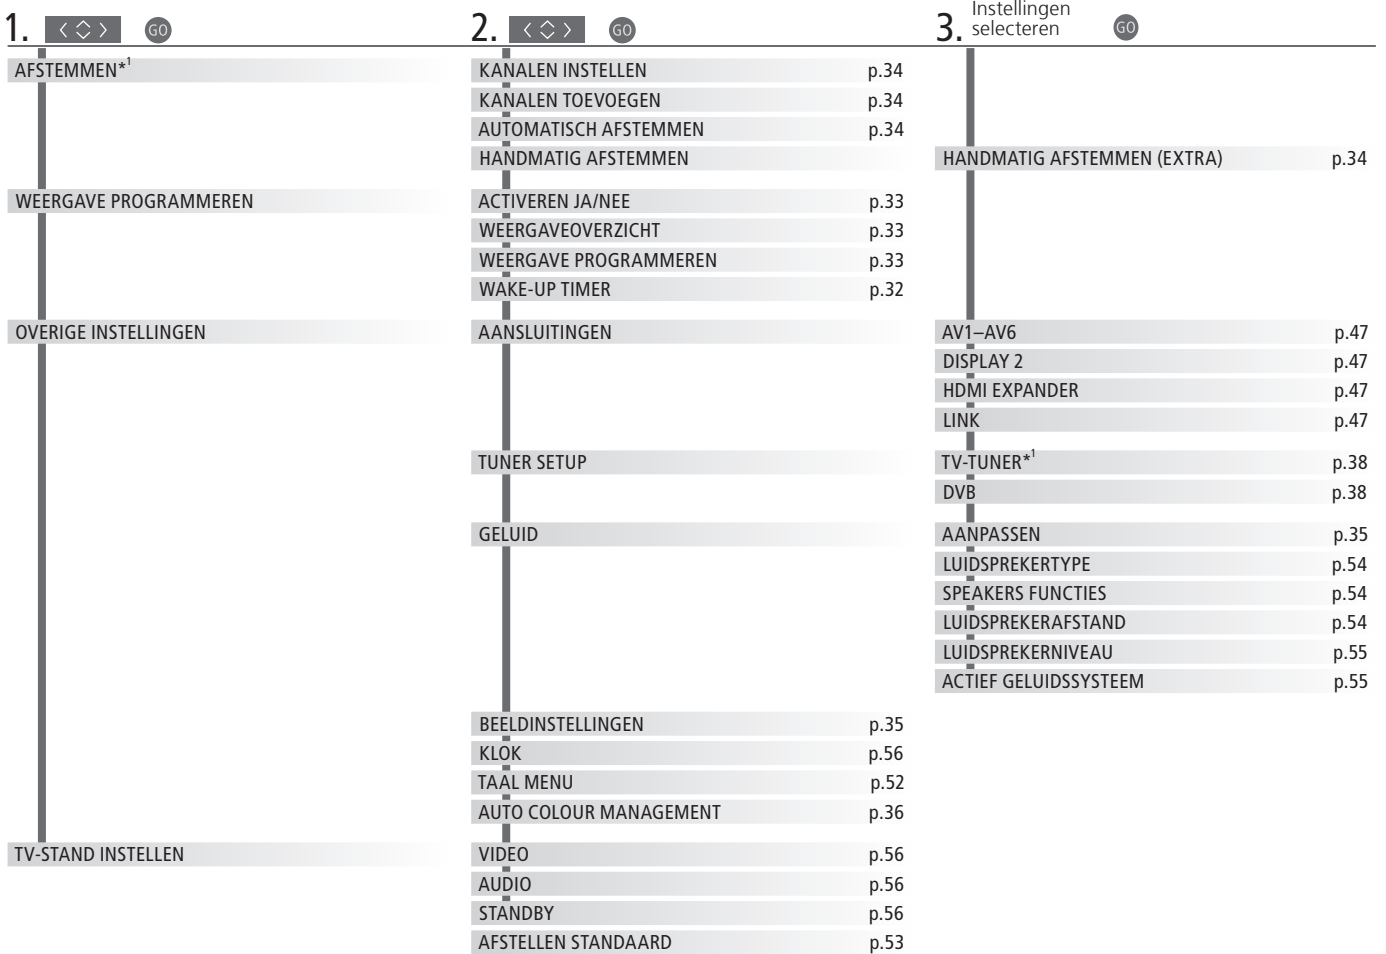 1. GO
2. GO
3. Instellingen
selecteren GO
AFSTEMMEN*1
KANALEN INSTELLEN p.34
KANALEN TOEVOEGEN p.34
AUTOMATISCH AFSTEMMEN p.34
HANDMATIG AFSTEMMEN
HANDMATIG AFSTEMMEN (EXTRA) p.34
WEERGAVE PROGRAMMEREN
ACTIVEREN JA/NEE p.33
WEERGAVEOVERZICHT p.33
WEERGAVE PROGRAMMEREN p.33
WAKE-UP TIMER p.32
OVERIGE INSTELLINGEN
AANSLUITINGEN
AV1–AV6 p.47
DISPLAY 2 p.47
HDMI EXPANDER p.47
LINK p.47
TUNER SETUP
TV-TUNER*1 p.38
DVB p.38
GELUID
AANPASSEN p.35
LUIDSPREKERTYPE p.54
SPEAKERS FUNCTIES p.54
LUIDSPREKERAFSTAND p.54
LUIDSPREKERNIVEAU p.55
ACTIEF GELUIDSSYSTEEM p.55
BEELDINSTELLINGEN p.35
KLOK p.56
TAAL MENU p.52
AUTO COLOUR MANAGEMENT p.36
TV-STAND INSTELLEN
VIDEO p.56
AUDIO p.56
STANDBY p.56
AFSTELLEN STANDAARD p.53